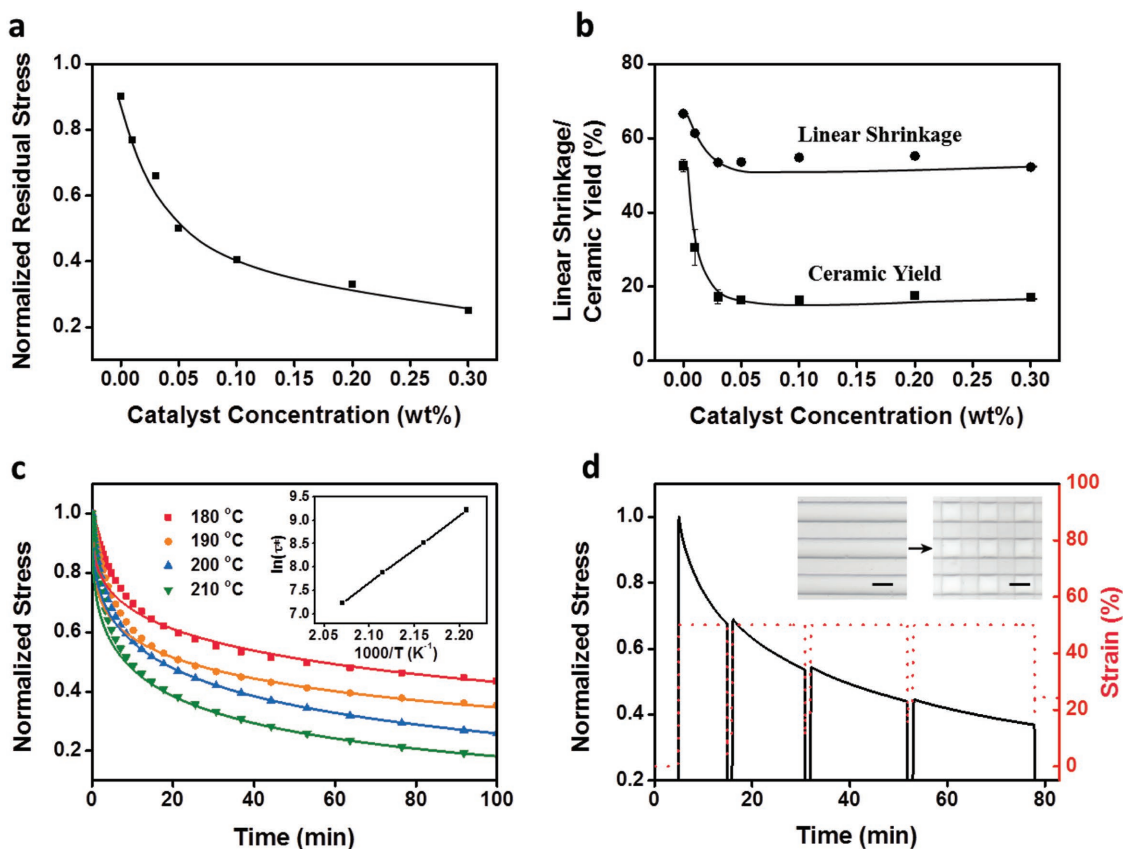 a
1.0
0.8
0.6
0.4
0.2
Normalized Residual Stress
0.00 0.05 0.10 0.15 0.20 0.25 0.30
Catalyst Concentration (wt%)
b
80
60
40
20
0
Linear Shrinkage/
Ceramic Yield (%)
Linear Shrinkage
Ceramic Yield
0.00 0.05 0.10 0.15 0.20 0.25 0.30
Catalyst Concentration (wt%)
c
1.0
0.8
0.6
0.4
0.2
Normalized Stress
180 °C
190 °C
200 °C
210 °C
9.5
9.0
8.5
8.0
7.5
7.0
ln(τ*)
2.05 2.10 2.15 2.20
1000/T (K⁻¹)
0 20 40 60 80 100
Time (min)
d
1.0
0.8
0.6
0.4
0.2
Normalized Stress
100
80
60
40
20
0
Strain (%)
0 20 40 60 80
Time (min)